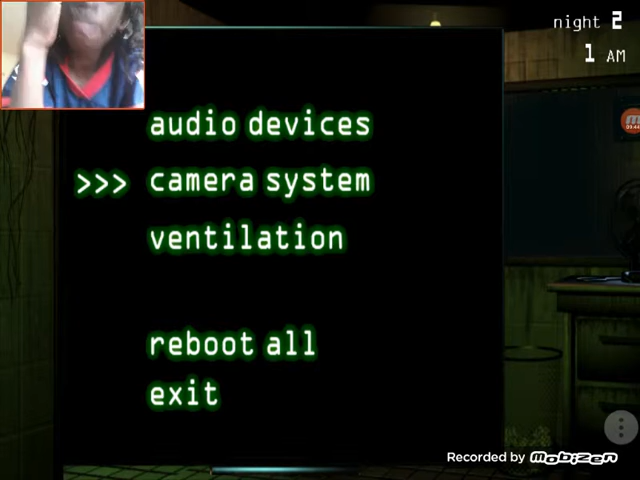 night 2
1 AM
audio devices
>>> camera system
ventilation
reboot all
exit
Recorded by Mobizen